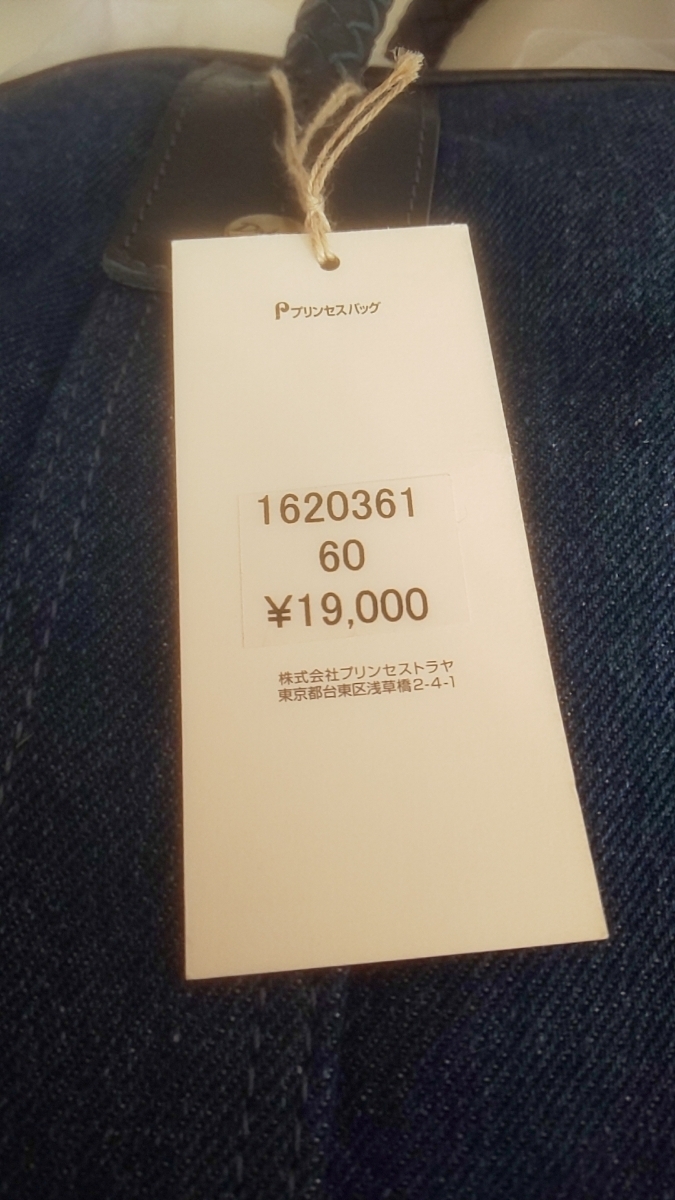 プリンセスバッグ
1620361
60
¥19,000
株式会社プリンセストラヤ
東京都台東区浅草橋2-4-1